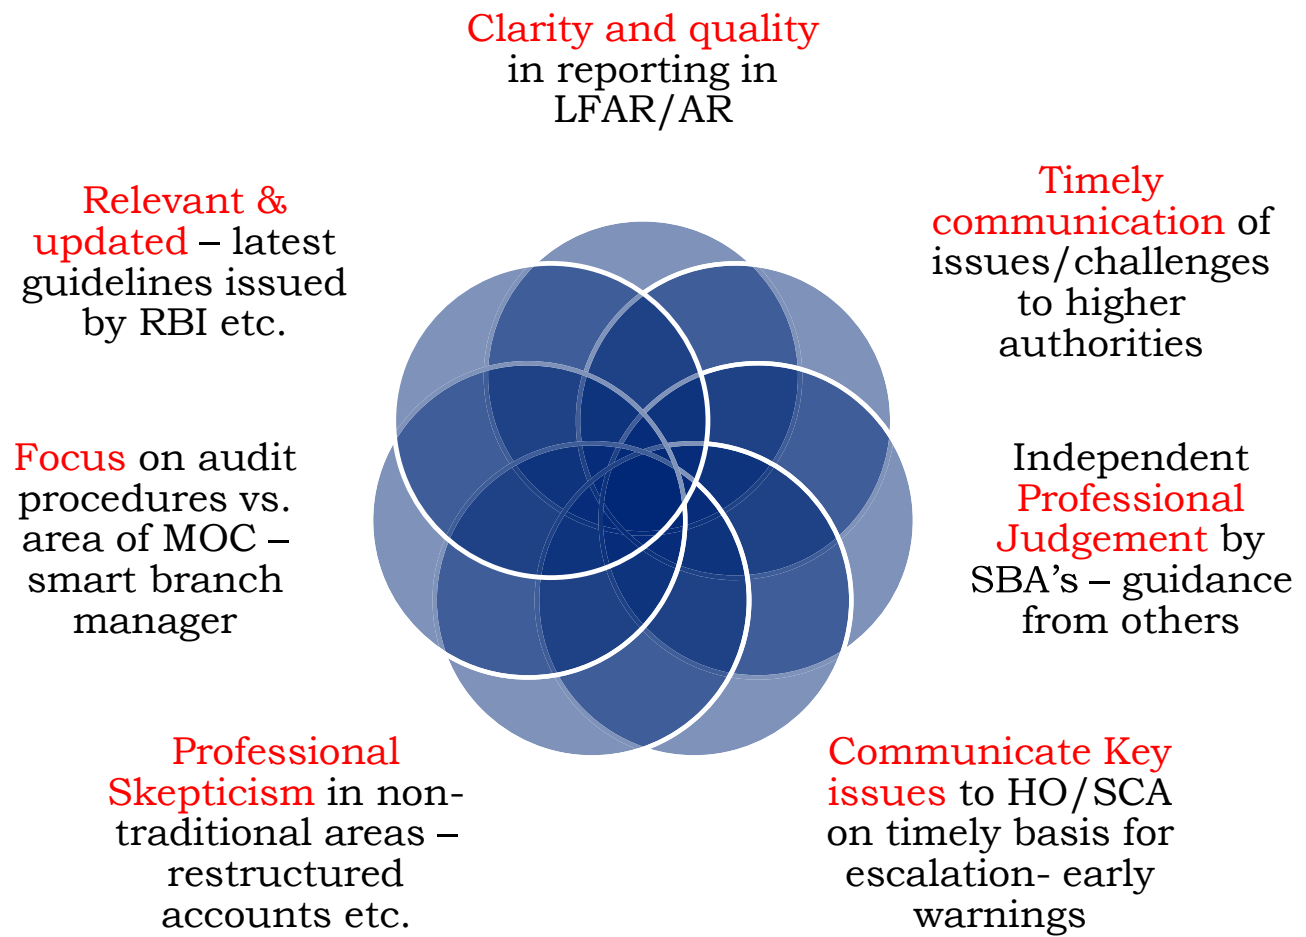 Clarity and quality
in reporting in
LFAR/AR
Timely
communication of
issues/challenges
to higher
authorities
Independent
Professional
Judgement by
SBA’s – guidance
from others
Communicate Key
issues to HO/SCA
on timely basis for
escalation- early
warnings
Professional
Skepticism in non-
traditional areas –
restructured
accounts etc.
Focus on audit
procedures vs.
area of MOC –
smart branch
manager
Relevant &
updated – latest
guidelines issued
by RBI etc.